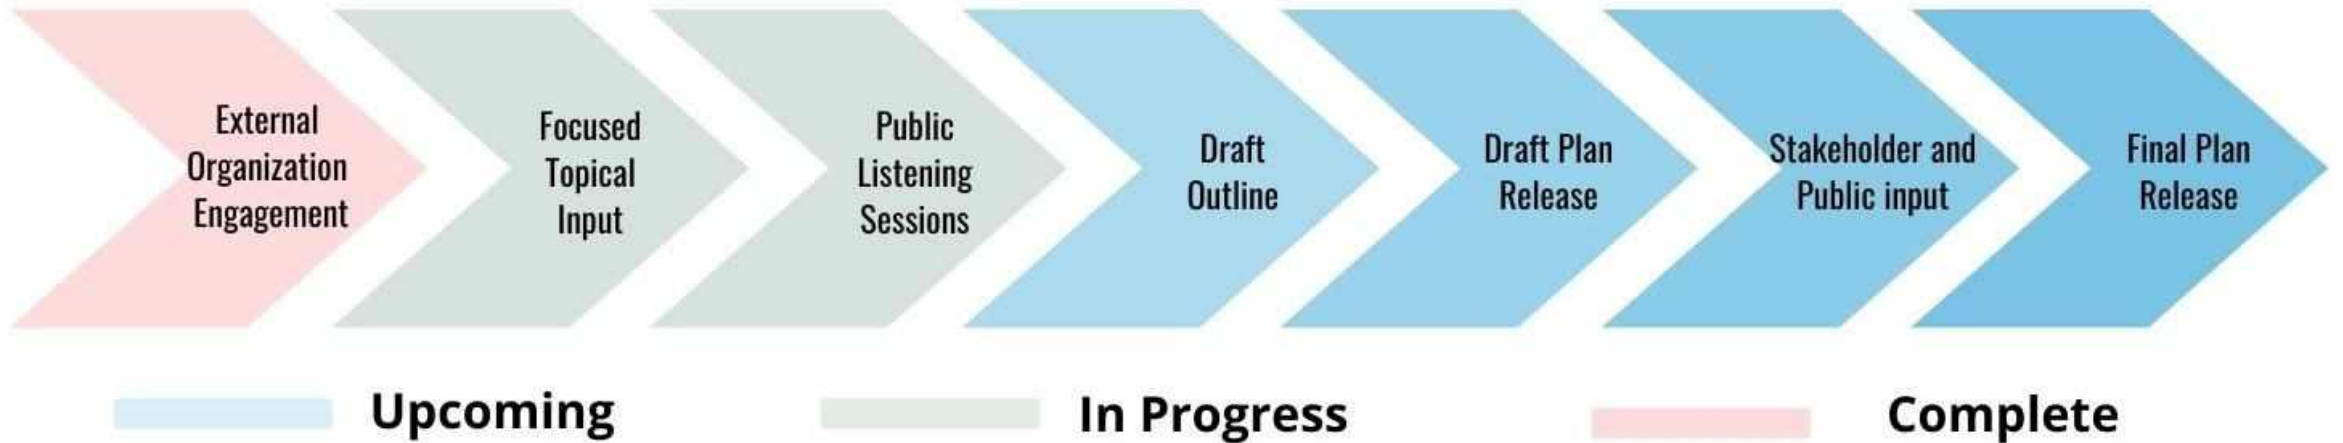 External
Organization
Engagement
Focused
Topical
Input
Public
Listening
Sessions
Draft
Outline
Draft Plan
Release
Stakeholder and
Public input
Final Plan
Release
Upcoming
In Progress
Complete